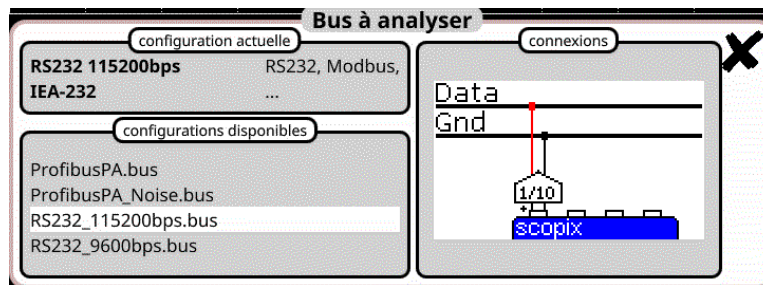 Bus à analyser
configuration actuelle
RS232 115200bps RS232, Modbus,
IEA-232 ...
configurations disponibles
ProfibusPA.bus
ProfibusPA_Noise.bus
RS232_115200bps.bus
RS232_9600bps.bus
connexions
Data
Gnd
1/10
scopix